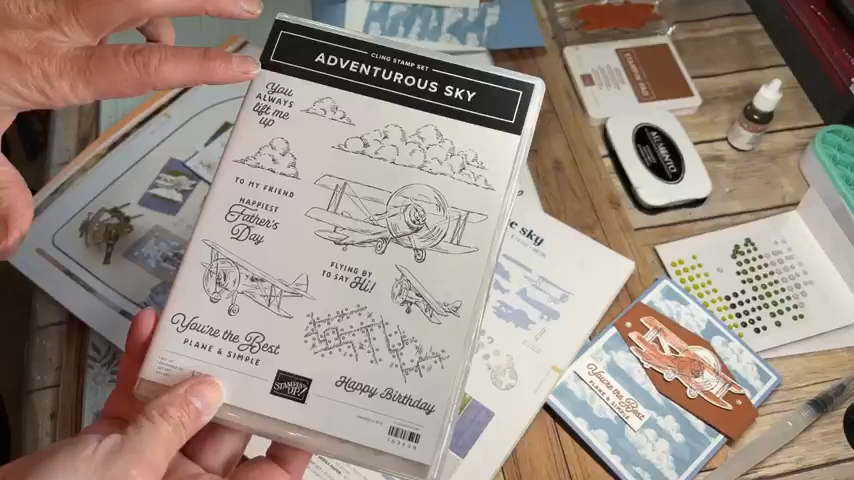 CLING STAMP SET
ADVENTUROUS SKY
You
ALWAYS
lift me
up
TO MY FRIEND
HAPPIEST
Father's
Day
FLYING BY
TO SAY Hi!
You're the Best
PLANE & SIMPLE
Happy Birthday
STAMPIN'
UP!
sky
STAMPIN' PAD
MEMENTO
You're the Best
PLANE & SIMPLE